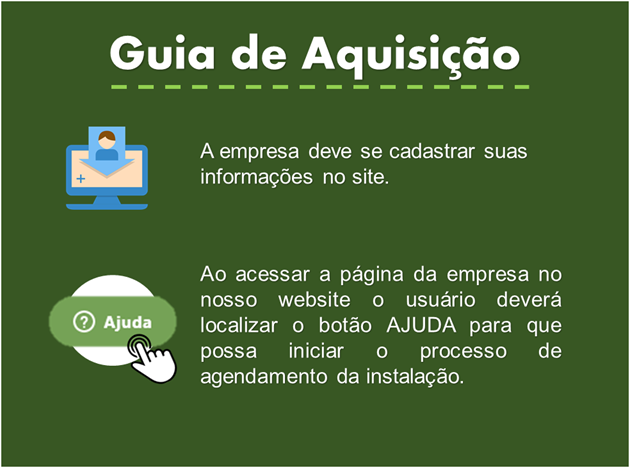 Guia de Aquisição
A empresa deve se cadastrar suas
informações no site.
Ao acessar a página da empresa no
nosso website o usuário deverá
localizar o botão AJUDA para que
possa iniciar o processo de
agendamento da instalação.
? Ajuda